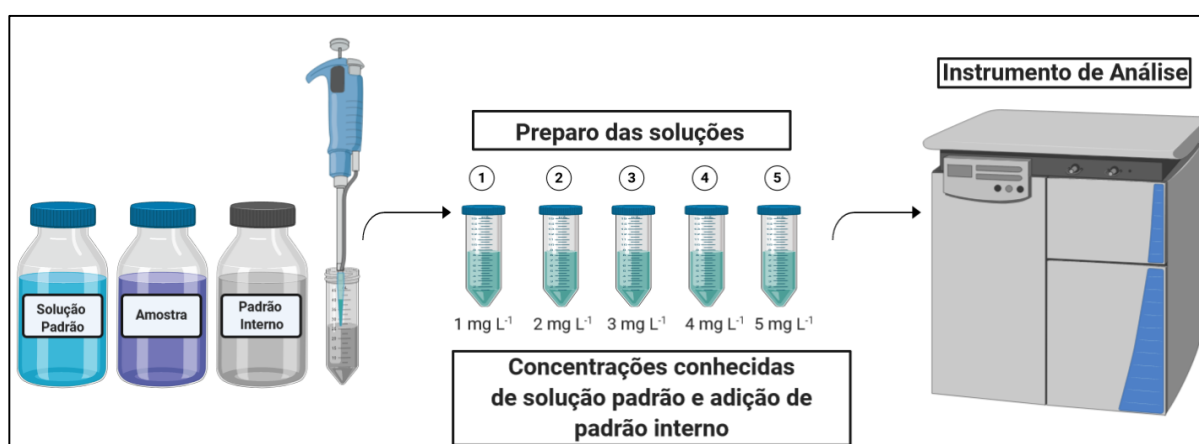 Instrumento de Análise
Preparo das soluções
1 2 3 4 5
Solução
Padrão
Amostra
Padrão
Interno
1 mg L⁻¹ 2 mg L⁻¹ 3 mg L⁻¹ 4 mg L⁻¹ 5 mg L⁻¹
Concentrações conhecidas
de solução padrão e adição de
padrão interno